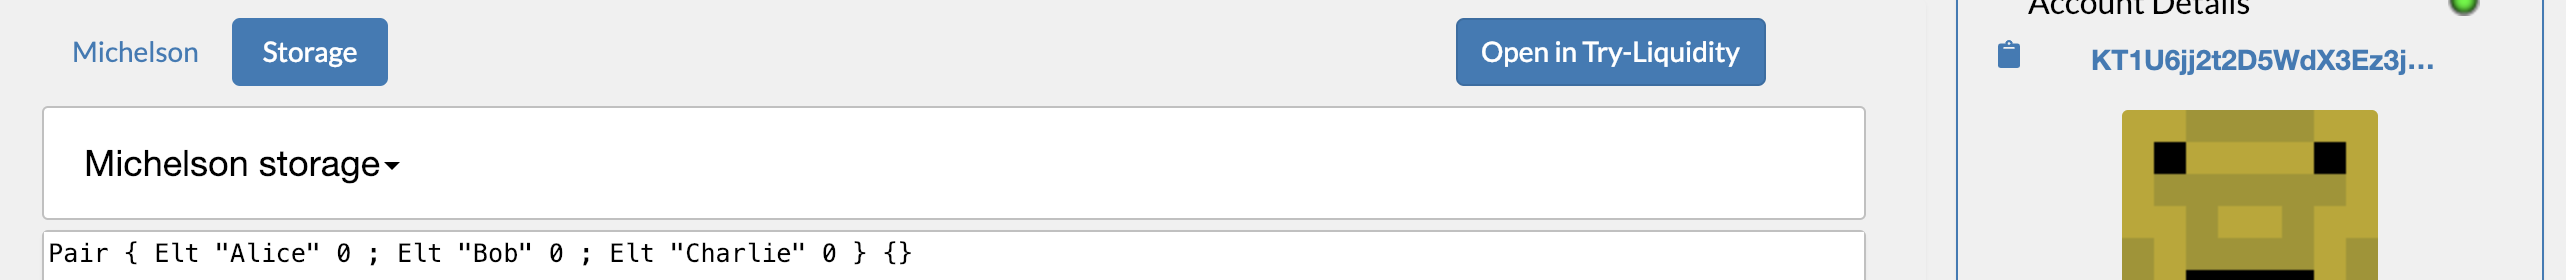 Michelson Storage Open in Try-Liquidity
Account Details
KT1U6jj2t2D5WdX3Ez3j...
Michelson storage
Pair { Elt "Alice" 0 ; Elt "Bob" 0 ; Elt "Charlie" 0 } {}